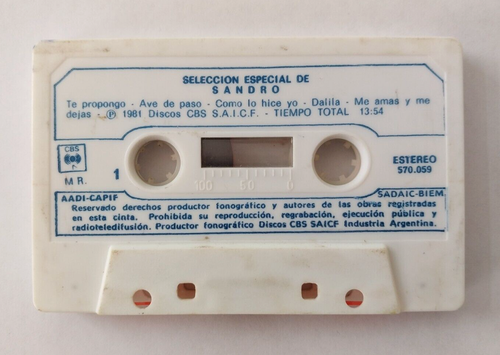 SELECCION ESPECIAL DE
SANDRO
Te propongo - Ave de paso - Como lo hice yo - Dalila - Me amas y me
dejas - ℗ 1981 Discos CBS S.A.I.C.F. - TIEMPO TOTAL 13:54
CBS
M R.
1
100 50 0
ESTEREO
570.059
AADI-CAPIF
SADAIC-BIEM.
Reservado derechos productor fonográfico y autores de las obras registradas
en esta cinta. Prohibida su reproducción, regrabación, ejecución pública y
radioteledifusión. Productor fonográfico Discos CBS SAICF Industria Argentina.